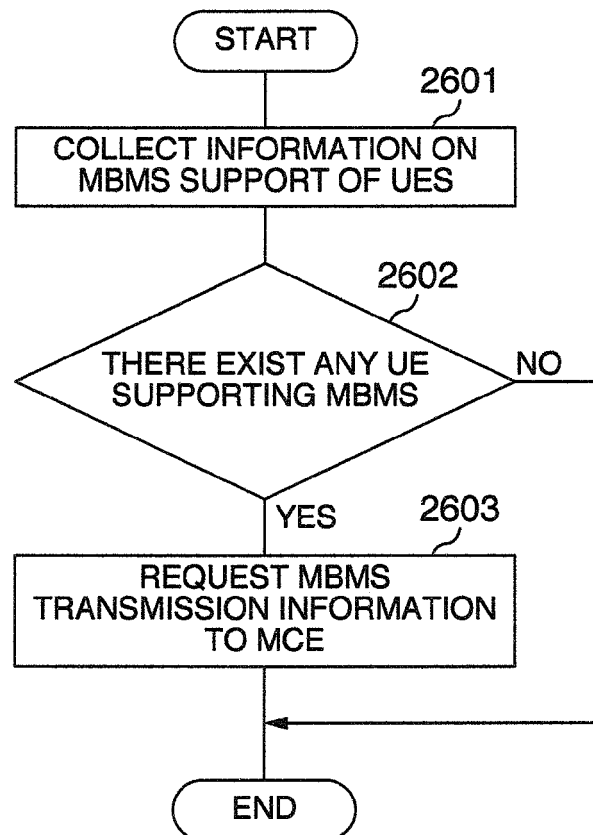 START
2601
COLLECT INFORMATION ON
MBMS SUPPORT OF UES
2602
THERE EXIST ANY UE
SUPPORTING MBMS
NO
YES
2603
REQUEST MBMS
TRANSMISSION INFORMATION
TO MCE
END